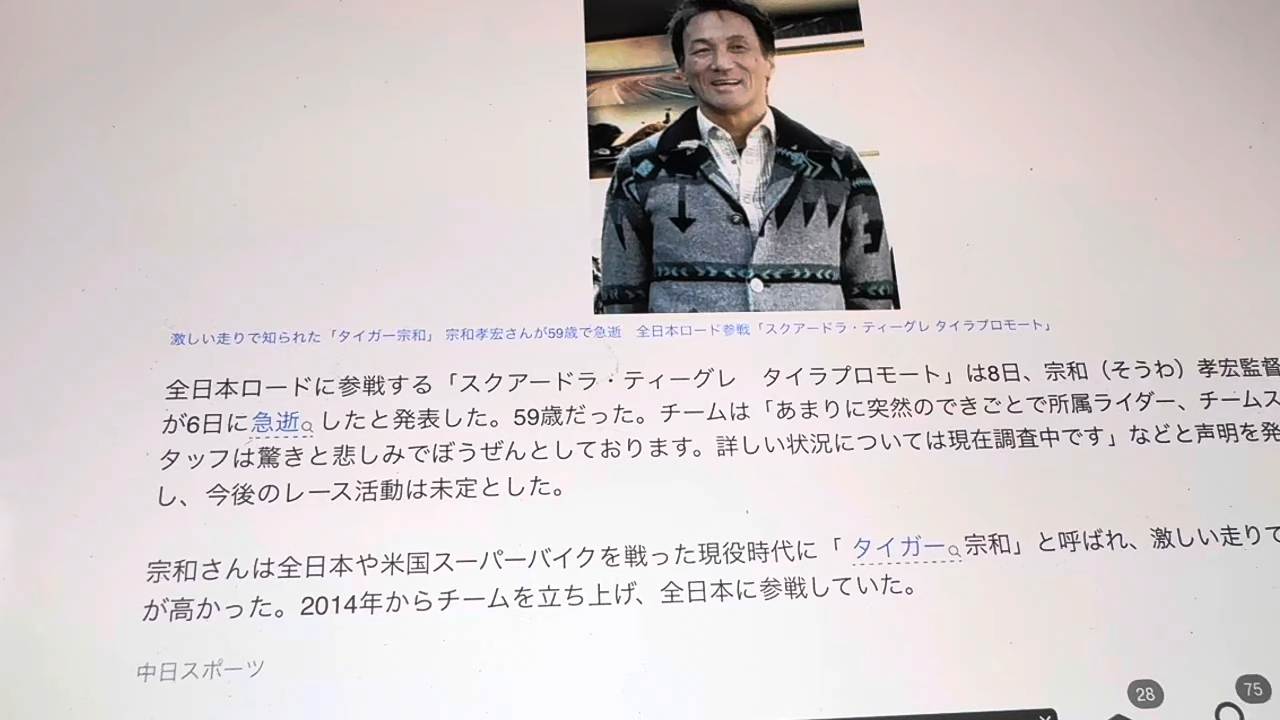 激しい走りで知られた「タイガー宗和」 宗和孝宏さんが59歳で急逝 全日本ロード参戦「スクアードラ・ティーグレ タイラプロモート」
全日本ロードに参戦する「スクアードラ・ティーグレ タイラプロモート」は8日、宗和（そうわ）孝宏監督
が6日に急逝したと発表した。59歳だった。チームは「あまりに突然のできごとで所属ライダー、チームス
タッフは驚きと悲しみでぼうぜんとしております。詳しい状況については現在調査中です」などと声明を発
し、今後のレース活動は未定とした。
宗和さんは全日本や米国スーパーバイクを戦った現役時代に「タイガー宗和」と呼ばれ、激しい走りで
が高かった。2014年からチームを立ち上げ、全日本に参戦していた。
中日スポーツ
28
75